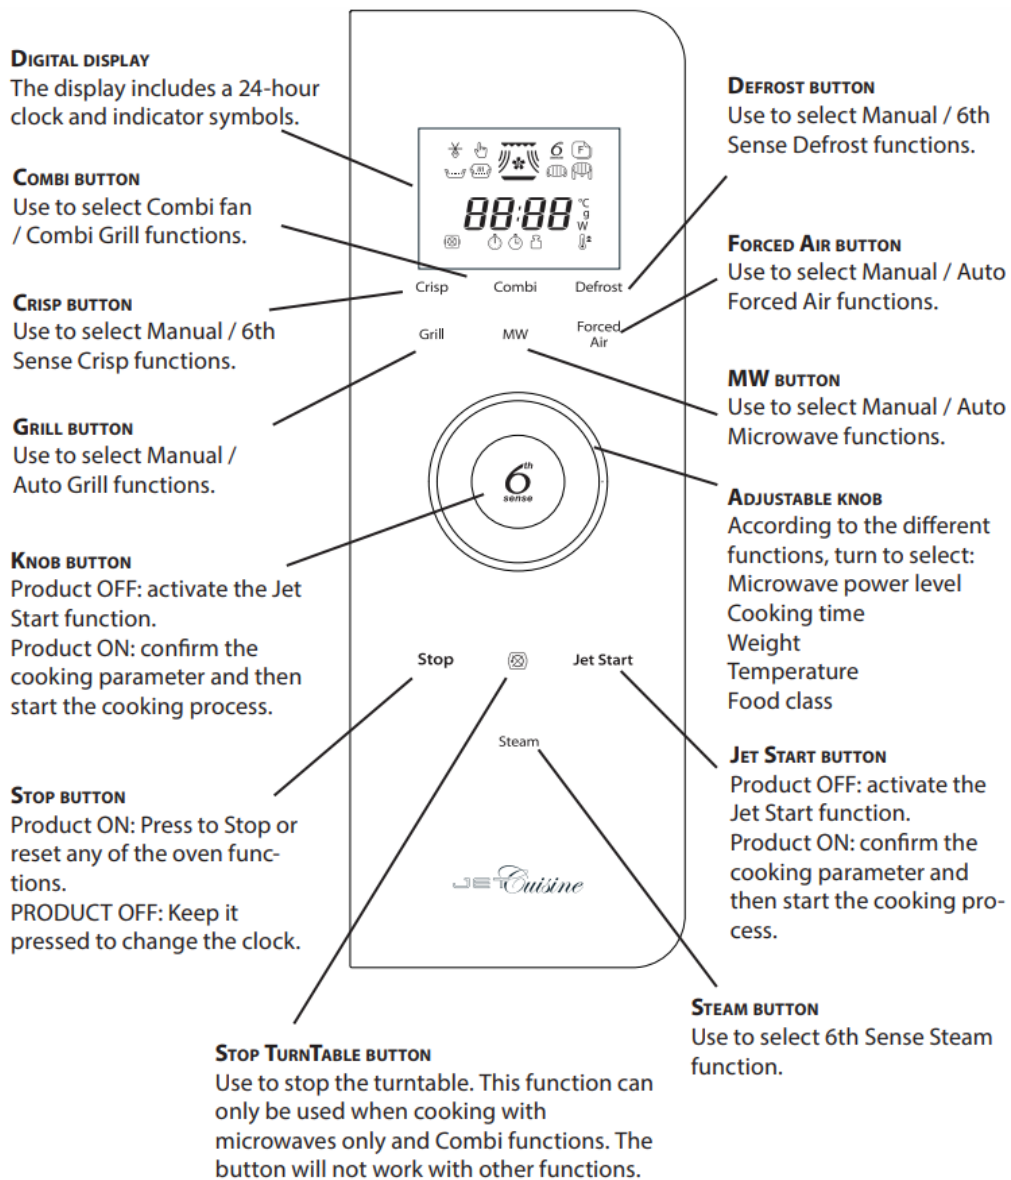 DIGITAL DISPLAY
The display includes a 24-hour
clock and indicator symbols.
COMBI BUTTON
Use to select Combi fan
/ Combi Grill functions.
CRISP BUTTON
Use to select Manual / 6th
Sense Crisp functions.
GRILL BUTTON
Use to select Manual /
Auto Grill functions.
KNOB BUTTON
Product OFF: activate the Jet
Start function.
Product ON: confirm the
cooking parameter and then
start the cooking process.
STOP BUTTON
Product ON: Press to Stop or
reset any of the oven func-
tions.
PRODUCT OFF: Keep it
pressed to change the clock.
6 F
88:88 °C
g
W
Crisp Combi Defrost
Grill MW Forced
Air
6th
sense
Stop Jet Start
Steam
JET Cuisine
DEFROST BUTTON
Use to select Manual / 6th
Sense Defrost functions.
FORCED AIR BUTTON
Use to select Manual / Auto
Forced Air functions.
MW BUTTON
Use to select Manual / Auto
Microwave functions.
ADJUSTABLE KNOB
According to the different
functions, turn to select:
Microwave power level
Cooking time
Weight
Temperature
Food class
JET START BUTTON
Product OFF: activate the
Jet Start function.
Product ON: confirm the
cooking parameter and
then start the cooking pro-
cess.
STEAM BUTTON
Use to select 6th Sense Steam
function.
STOP TURNTABLE BUTTON
Use to stop the turntable. This function can
only be used when cooking with
microwaves only and Combi functions. The
button will not work with other functions.